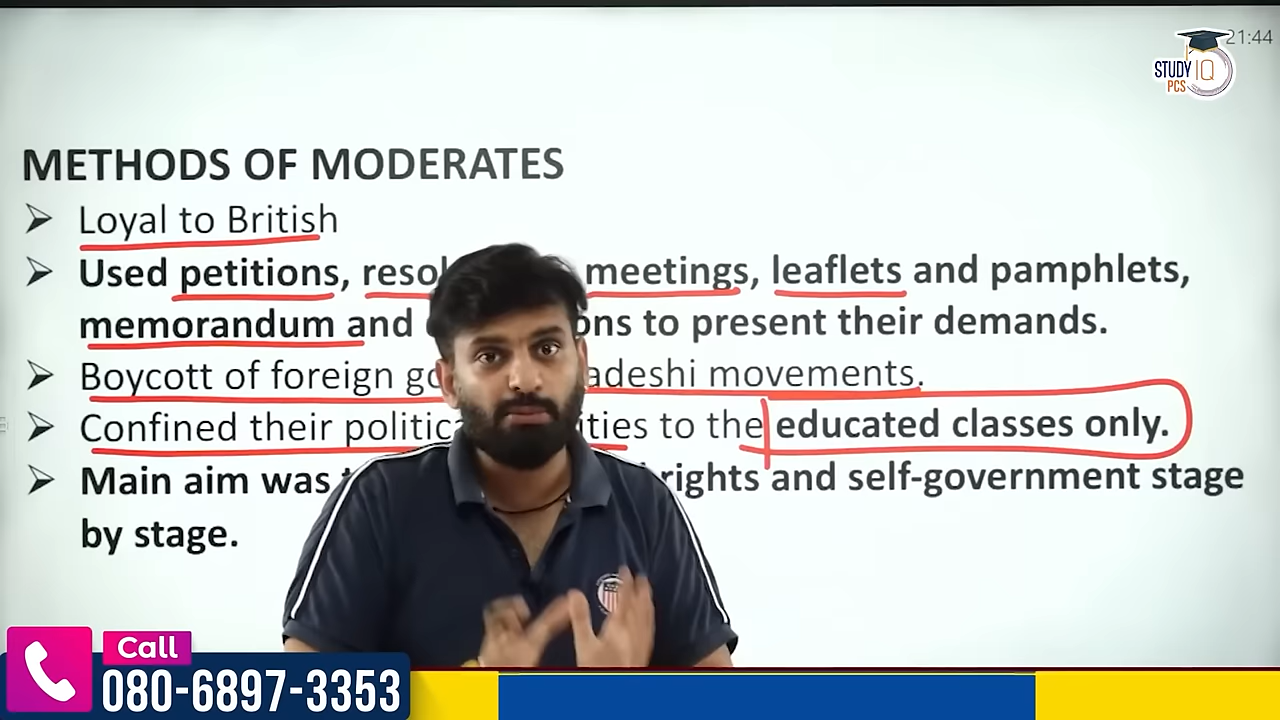 21:44
STUDY IQ
PCS
METHODS OF MODERATES
➢ Loyal to British
➢ Used petitions, resol meetings, leaflets and pamphlets,
memorandum and ons to present their demands.
➢ Boycott of foreign go adeshi movements.
➢ Confined their politic ities to the educated classes only.
➢ Main aim was rights and self-government stage
by stage.
Call
080-6897-3353